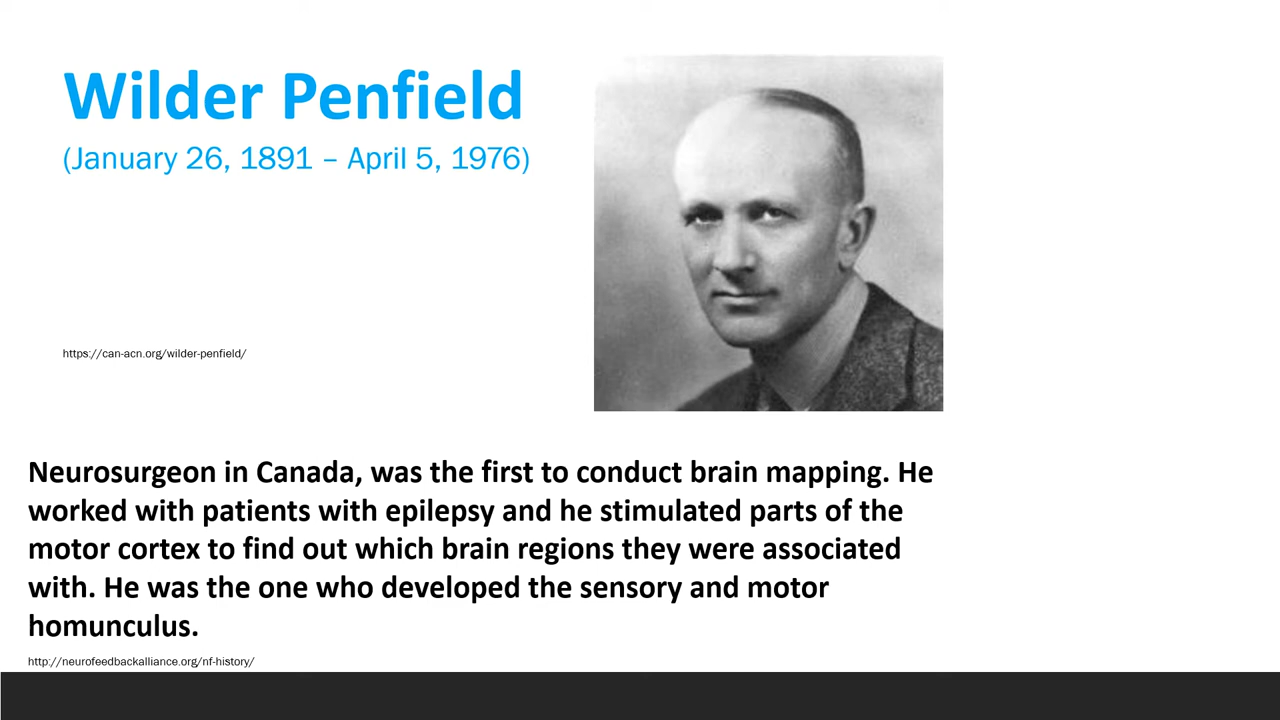 Wilder Penfield
(January 26, 1891 – April 5, 1976)
https://can-acn.org/wilder-penfield/
Neurosurgeon in Canada, was the first to conduct brain mapping. He
worked with patients with epilepsy and he stimulated parts of the
motor cortex to find out which brain regions they were associated
with. He was the one who developed the sensory and motor
homunculus.
http://neurofeedbackalliance.org/nf-history/